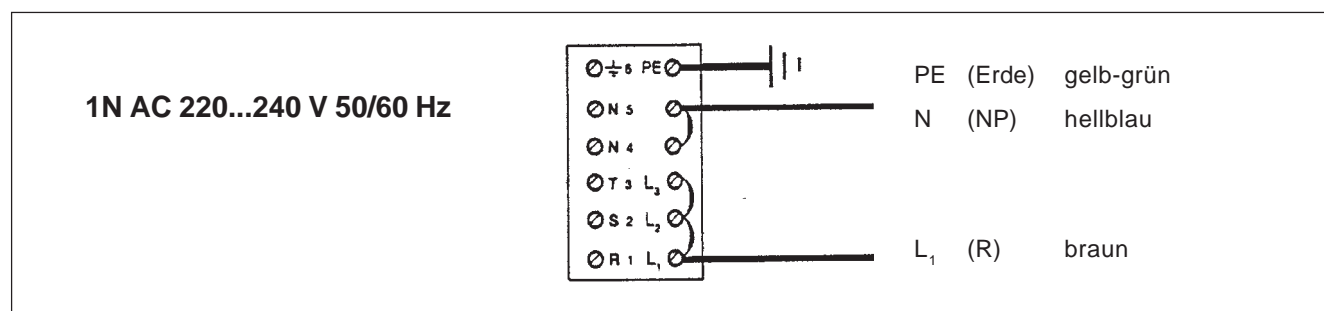 1N AC 220...240 V 50/60 Hz
⏚ 6 PE
N 5
N 4
T 3 L₃
S 2 L₂
R 1 L₁
PE (Erde) gelb-grün
N (NP) hellblau
L₁ (R) braun